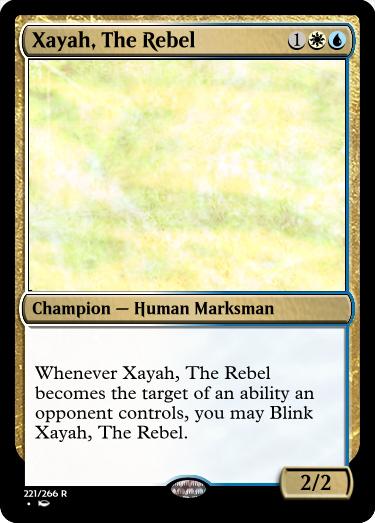 Xayah, The Rebel 1
Champion — Human Marksman
Whenever Xayah, The Rebel
becomes the target of an ability an
opponent controls, you may Blink
Xayah, The Rebel.
2/2
221/266 R